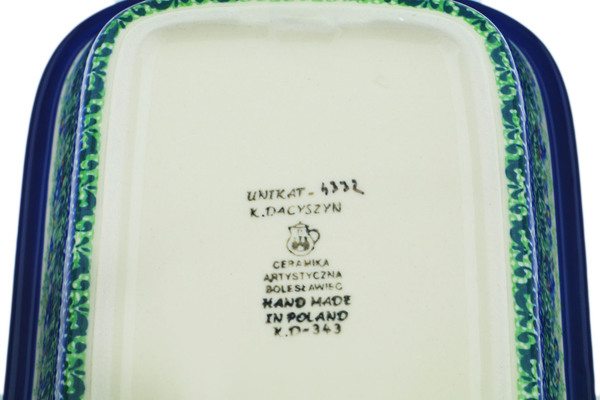 UNIKAT - 4332
K. DACYSZYN
CERAMIKA
ARTYSTYCZNA
BOLESŁAWIEC
HAND MADE
IN POLAND
K.D-343